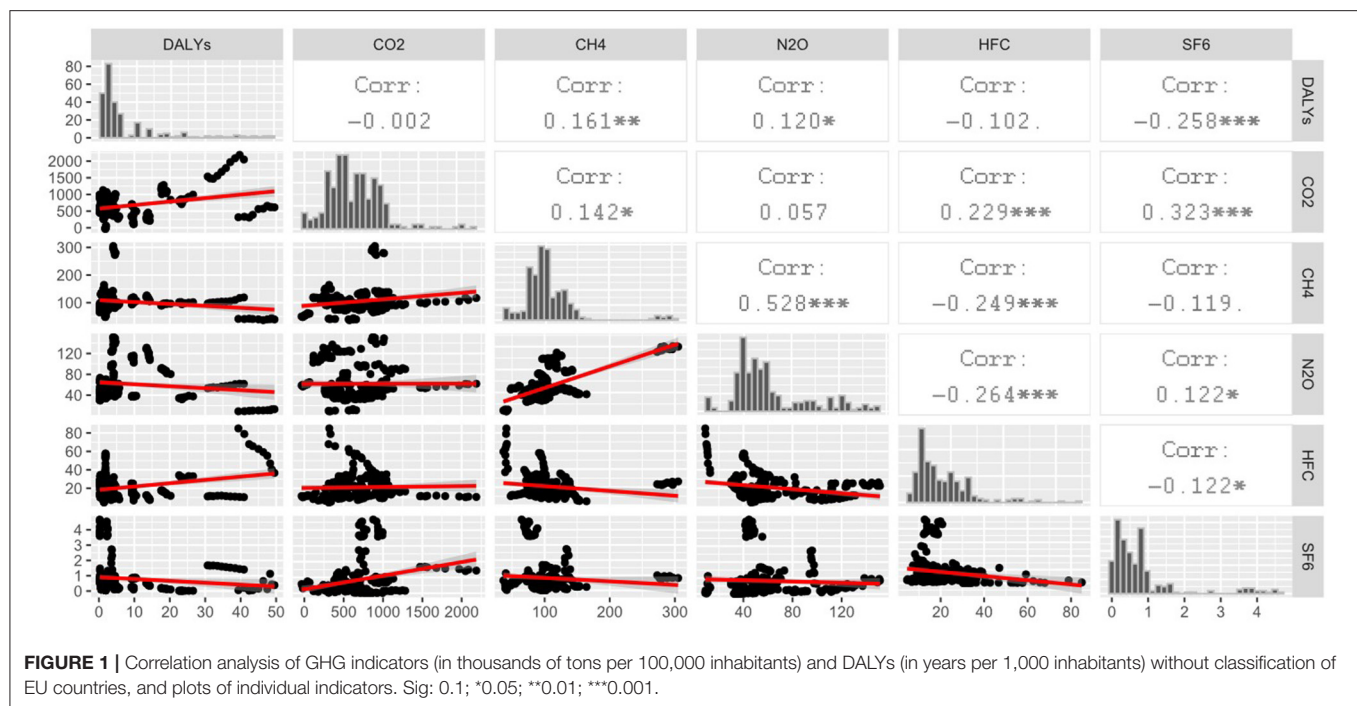 DALYs CO2 CH4 N2O HFC SF6
80
60
40
20
0
Corr:
−0.002
Corr:
0.161**
Corr:
0.120*
Corr:
−0.102.
Corr:
−0.258***
DALYs
2000
1500
1000
500
0
Corr:
0.142*
Corr:
0.057
Corr:
0.229***
Corr:
0.323***
CO2
300
200
100
Corr:
0.528***
Corr:
−0.249***
Corr:
−0.119.
CH4
120
80
40
Corr:
−0.264***
Corr:
0.122*
N2O
80
60
40
20
Corr:
−0.122*
HFC
4
3
2
1
0
SF6
0 10 20 30 40 50 0 500 1000 1500 2000 100 200 300 40 80 120 20 40 60 80 0 1 2 3 4
FIGURE 1 | Correlation analysis of GHG indicators (in thousands of tons per 100,000 inhabitants) and DALYs (in years per 1,000 inhabitants) without classification of
EU countries, and plots of individual indicators. Sig: 0.1; *0.05; **0.01; ***0.001.